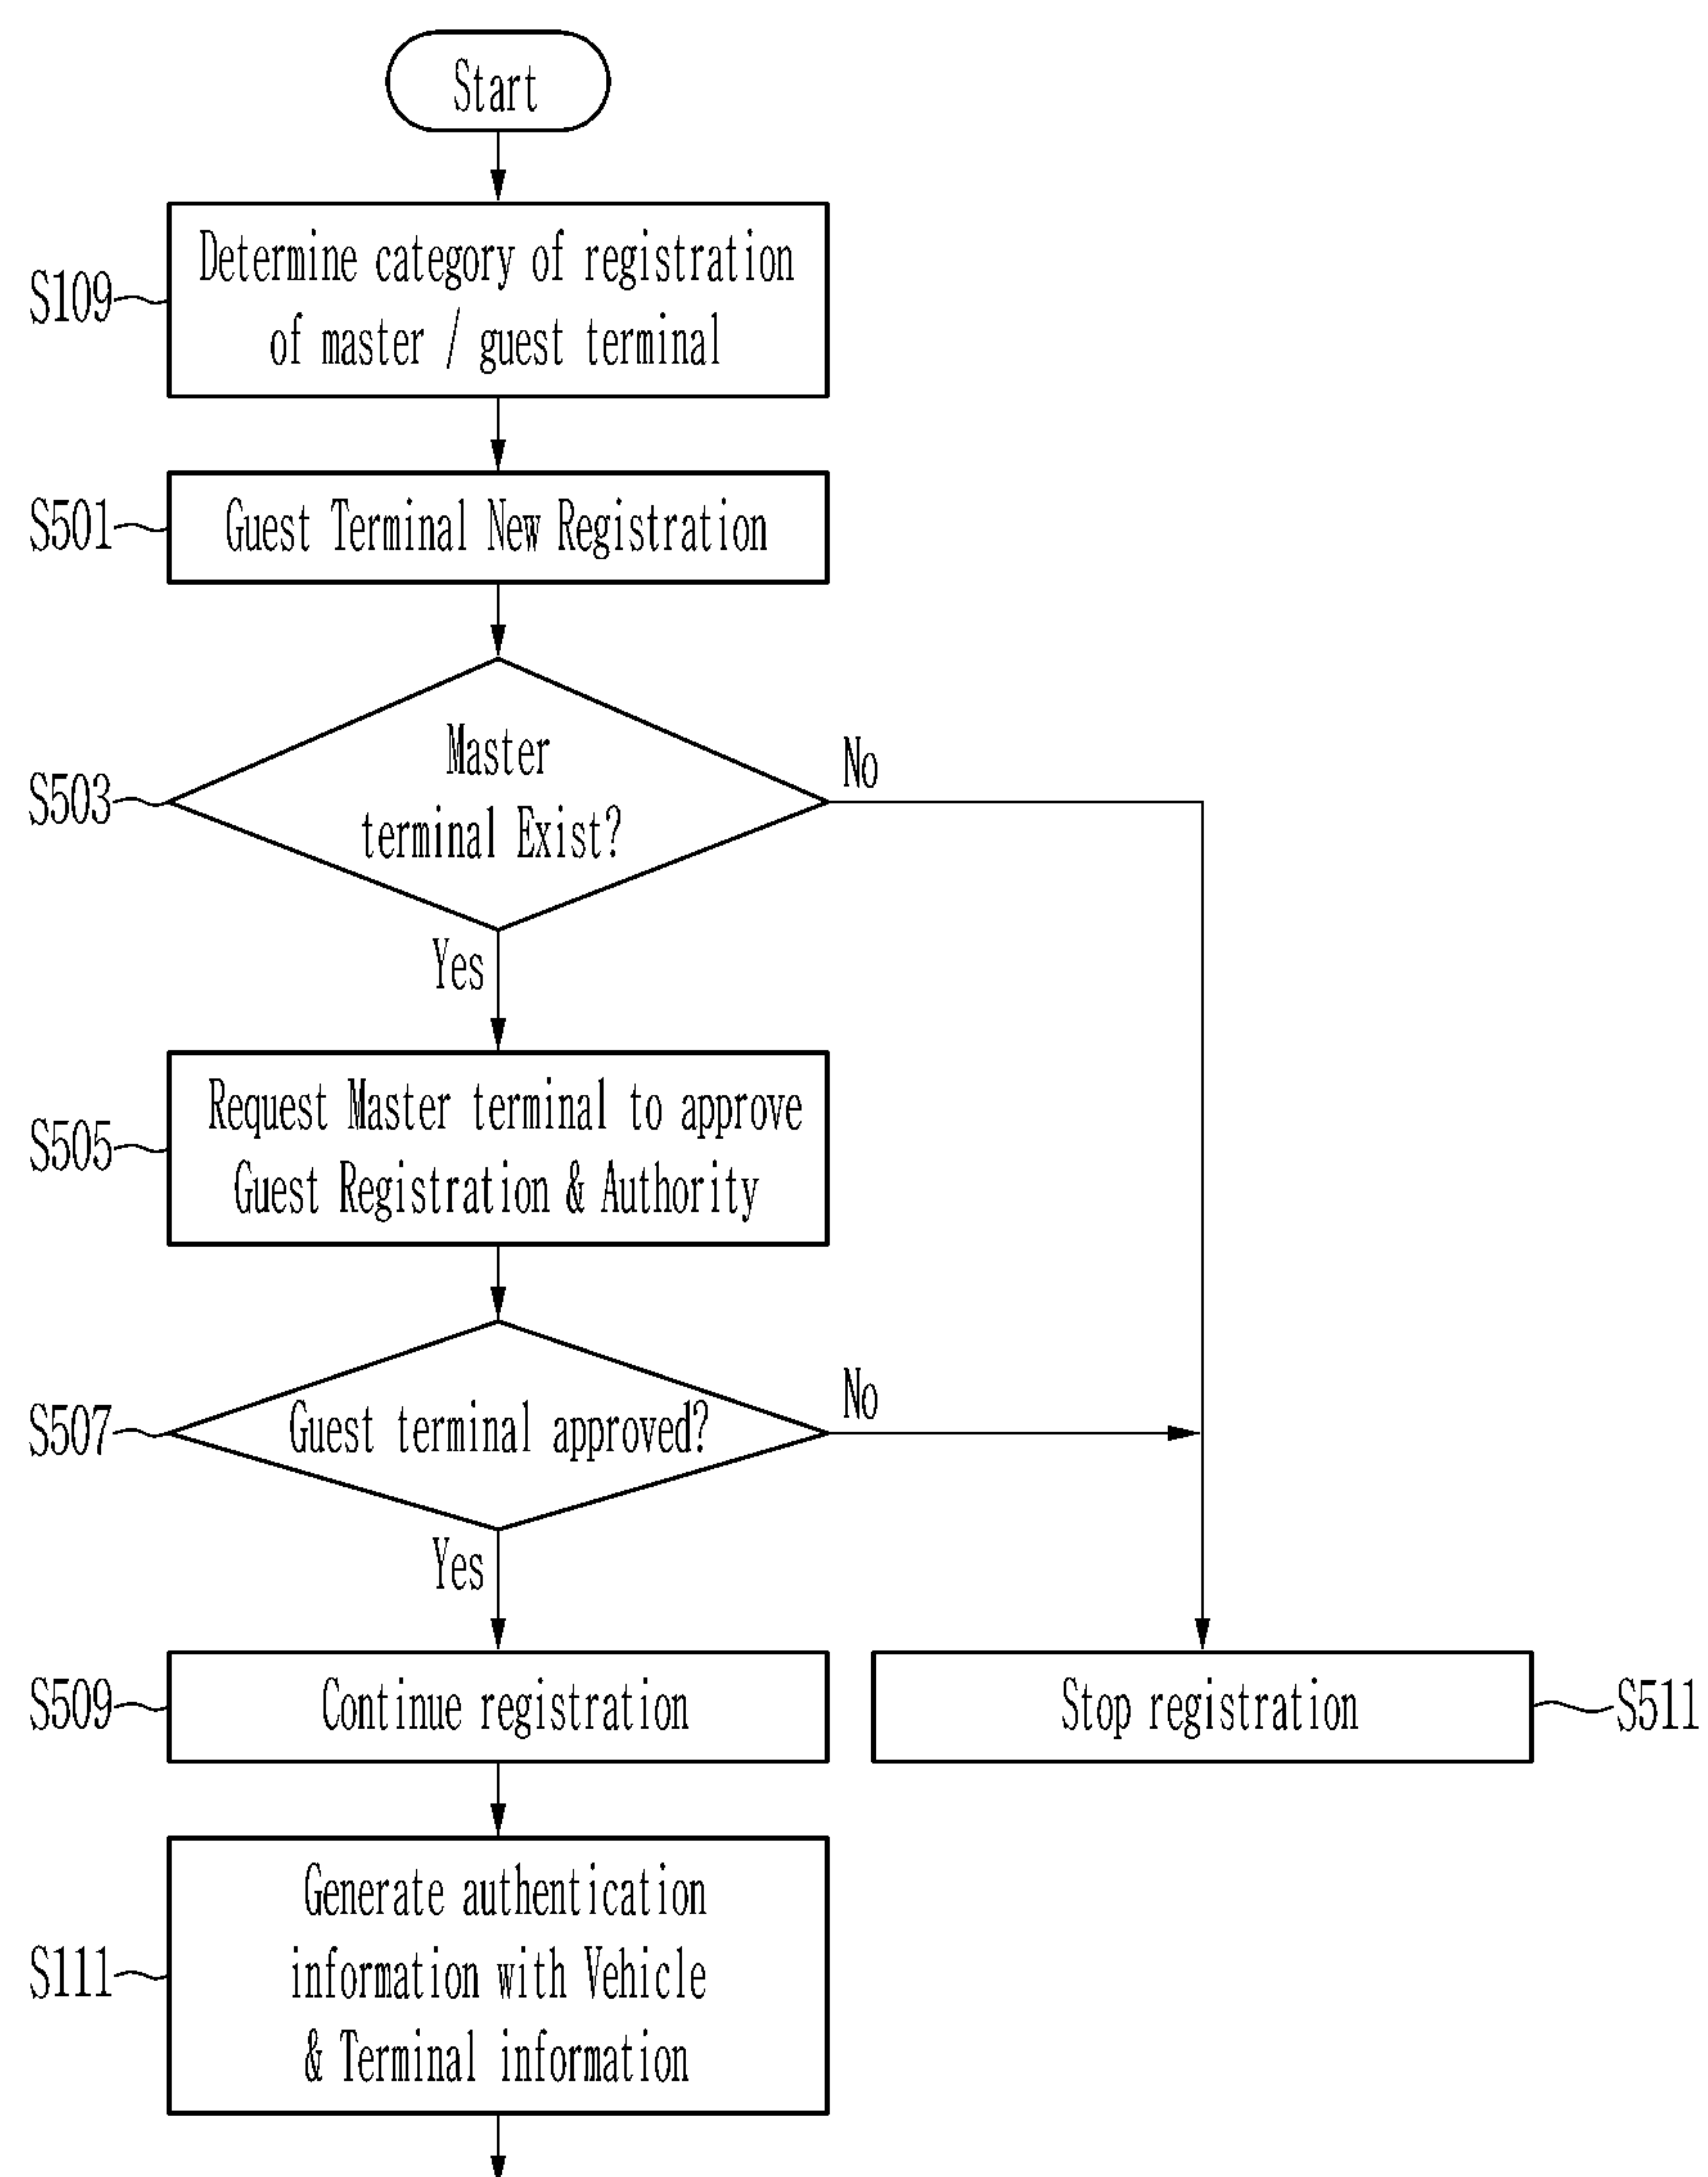 Start
S109
Determine category of registration
of master / guest terminal
S501
Guest Terminal New Registration
S503
Master
terminal Exist?
No
Yes
S505
Request Master terminal to approve
Guest Registration & Authority
S507
Guest terminal approved?
No
Yes
S509
Continue registration
Stop registration
S511
S111
Generate authentication
information with Vehicle
& Terminal information